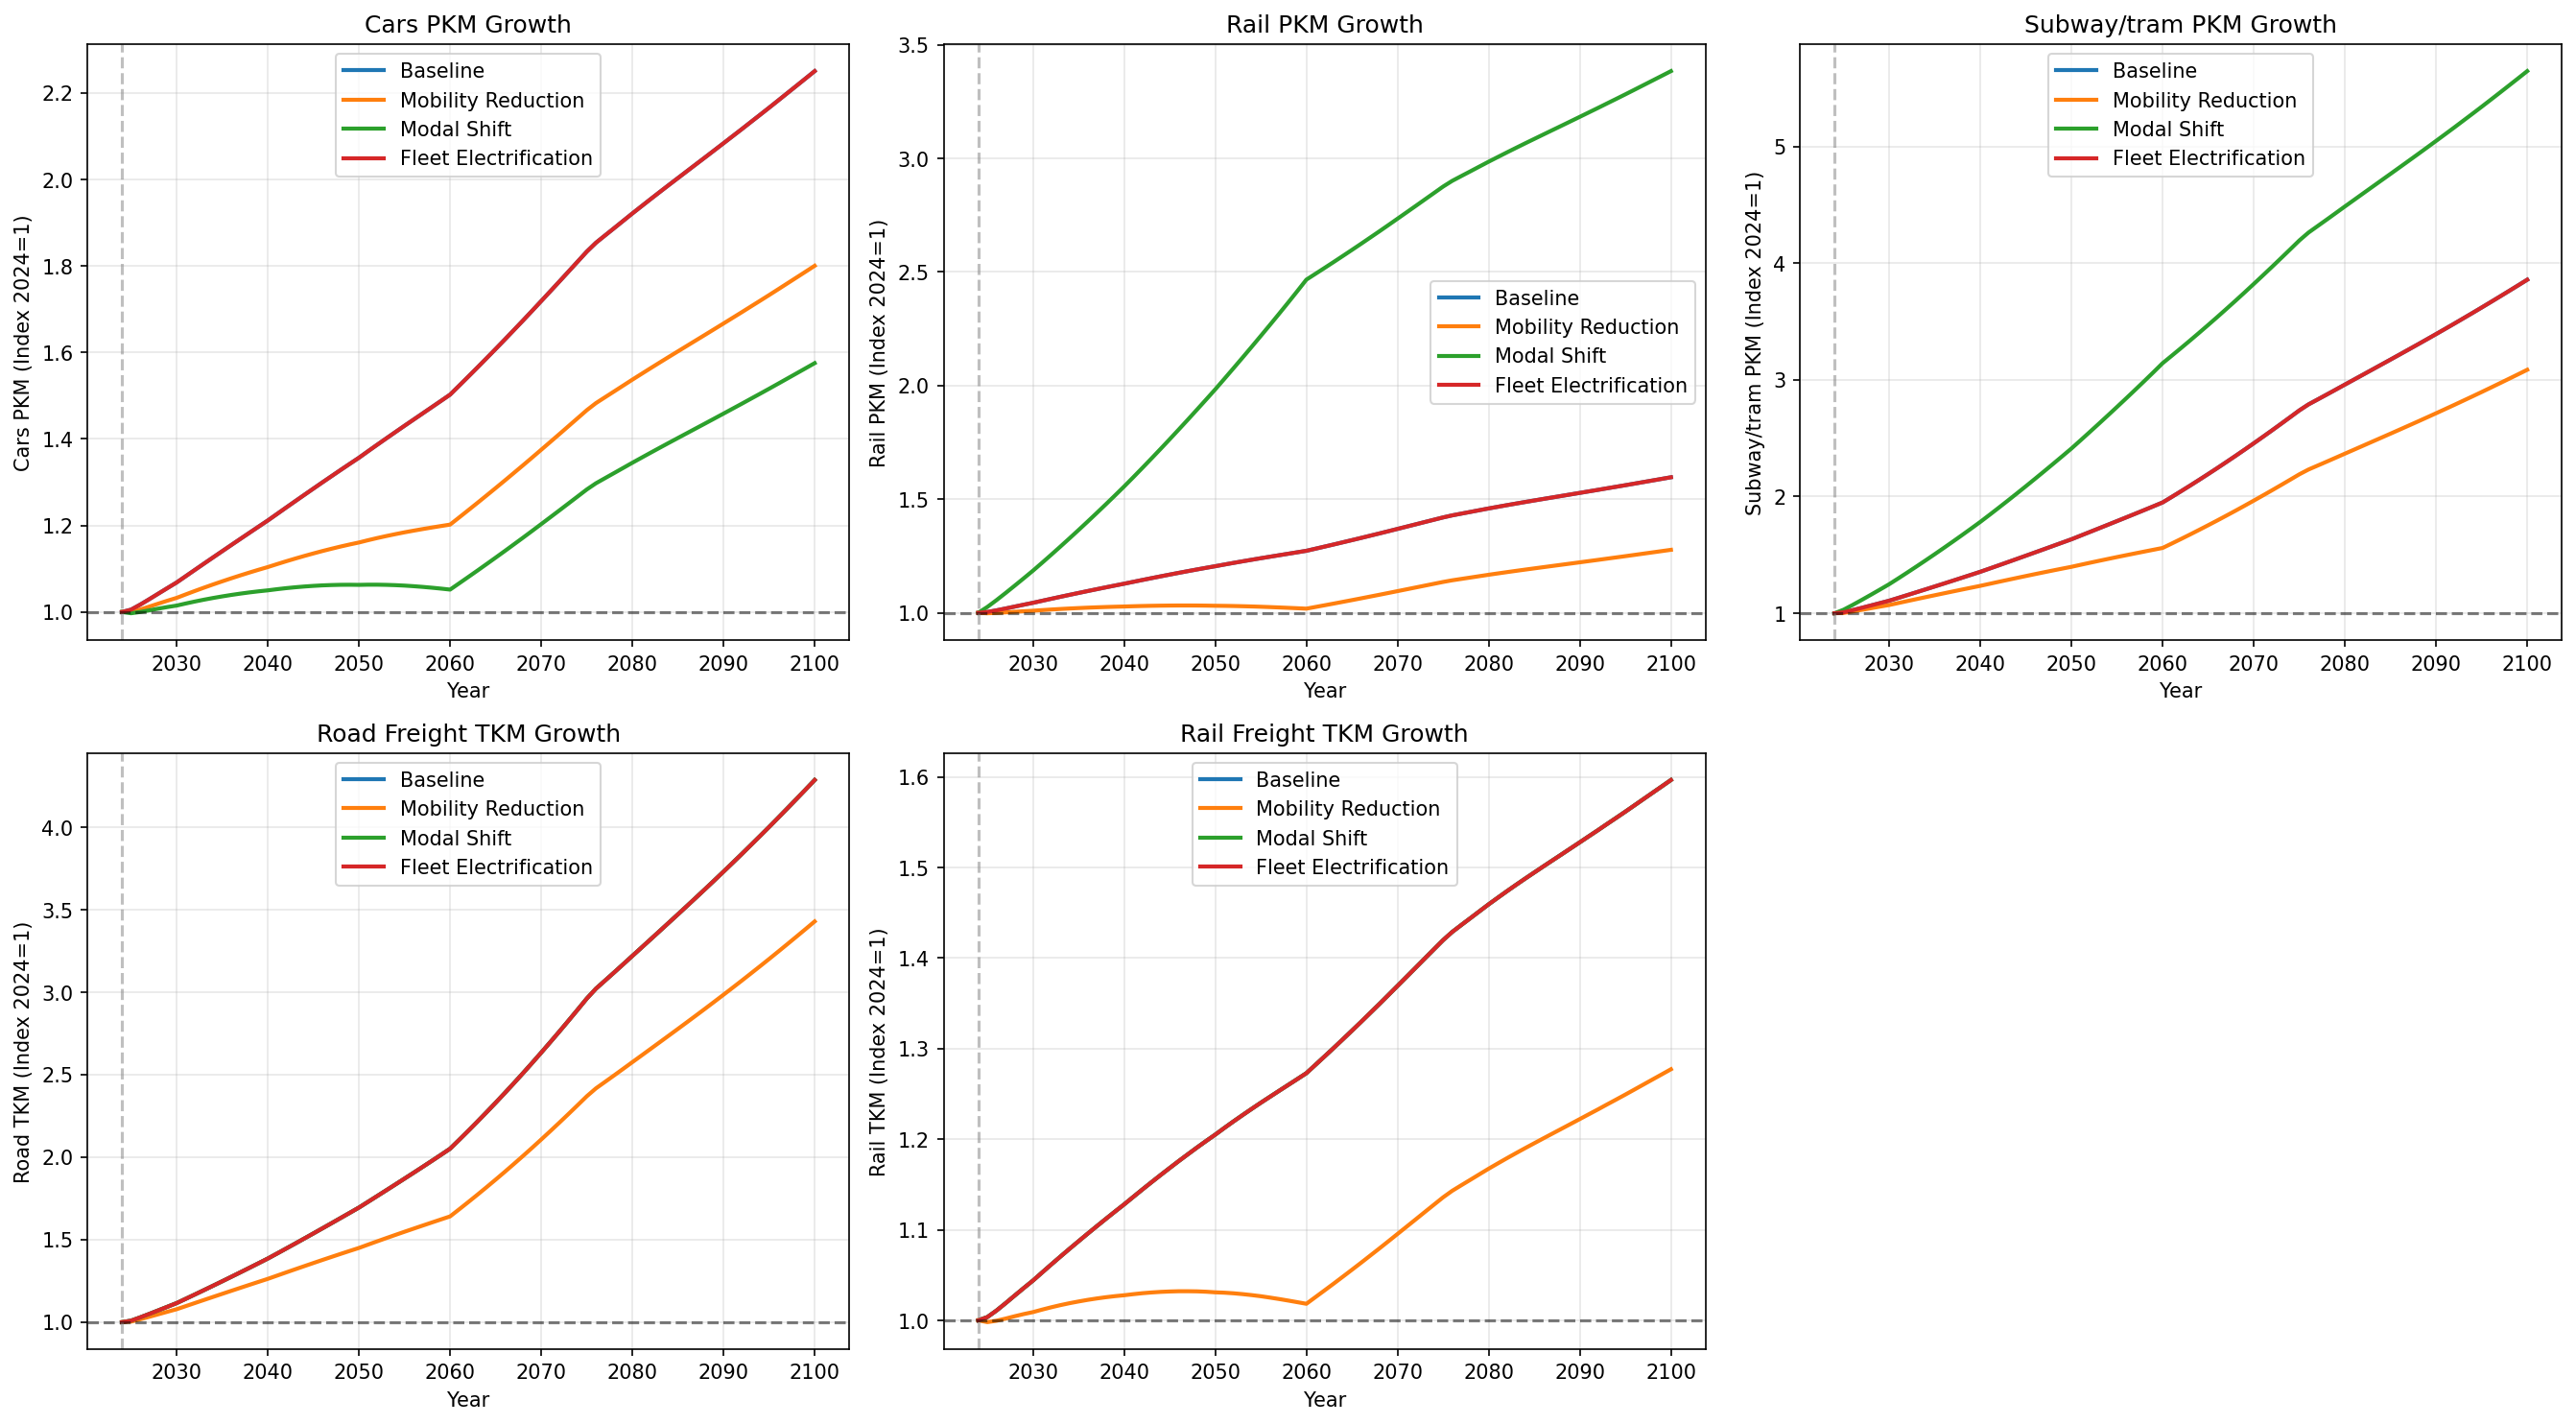 Cars PKM Growth
Cars PKM (Index 2024=1)
2.2
2.0
1.8
1.6
1.4
1.2
1.0
Baseline
Mobility Reduction
Modal Shift
Fleet Electrification
2030 2040 2050 2060 2070 2080 2090 2100
Year
Rail PKM Growth
Rail PKM (Index 2024=1)
3.5
3.0
2.5
2.0
1.5
1.0
Baseline
Mobility Reduction
Modal Shift
Fleet Electrification
2030 2040 2050 2060 2070 2080 2090 2100
Year
Subway/tram PKM Growth
Subway/tram PKM (Index 2024=1)
5
4
3
2
1
Baseline
Mobility Reduction
Modal Shift
Fleet Electrification
2030 2040 2050 2060 2070 2080 2090 2100
Year
Road Freight TKM Growth
Road TKM (Index 2024=1)
4.0
3.5
3.0
2.5
2.0
1.5
1.0
Baseline
Mobility Reduction
Modal Shift
Fleet Electrification
2030 2040 2050 2060 2070 2080 2090 2100
Year
Rail Freight TKM Growth
Rail TKM (Index 2024=1)
1.6
1.5
1.4
1.3
1.2
1.1
1.0
Baseline
Mobility Reduction
Modal Shift
Fleet Electrification
2030 2040 2050 2060 2070 2080 2090 2100
Year